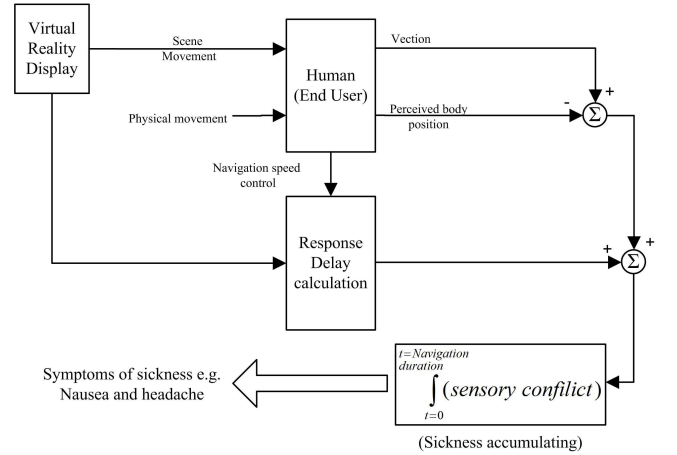 Virtual
Reality
Display
Scene
Movement
Physical movement
Human
(End User)
Vection
+
-
Perceived body
position
Σ
Navigation speed
control
Response
Delay
calculation
+
+
Σ
t=Navigation
duration
∫(sensory confilict)
t=0
(Sickness accumulating)
Symptoms of sickness e.g.
Nausea and headache